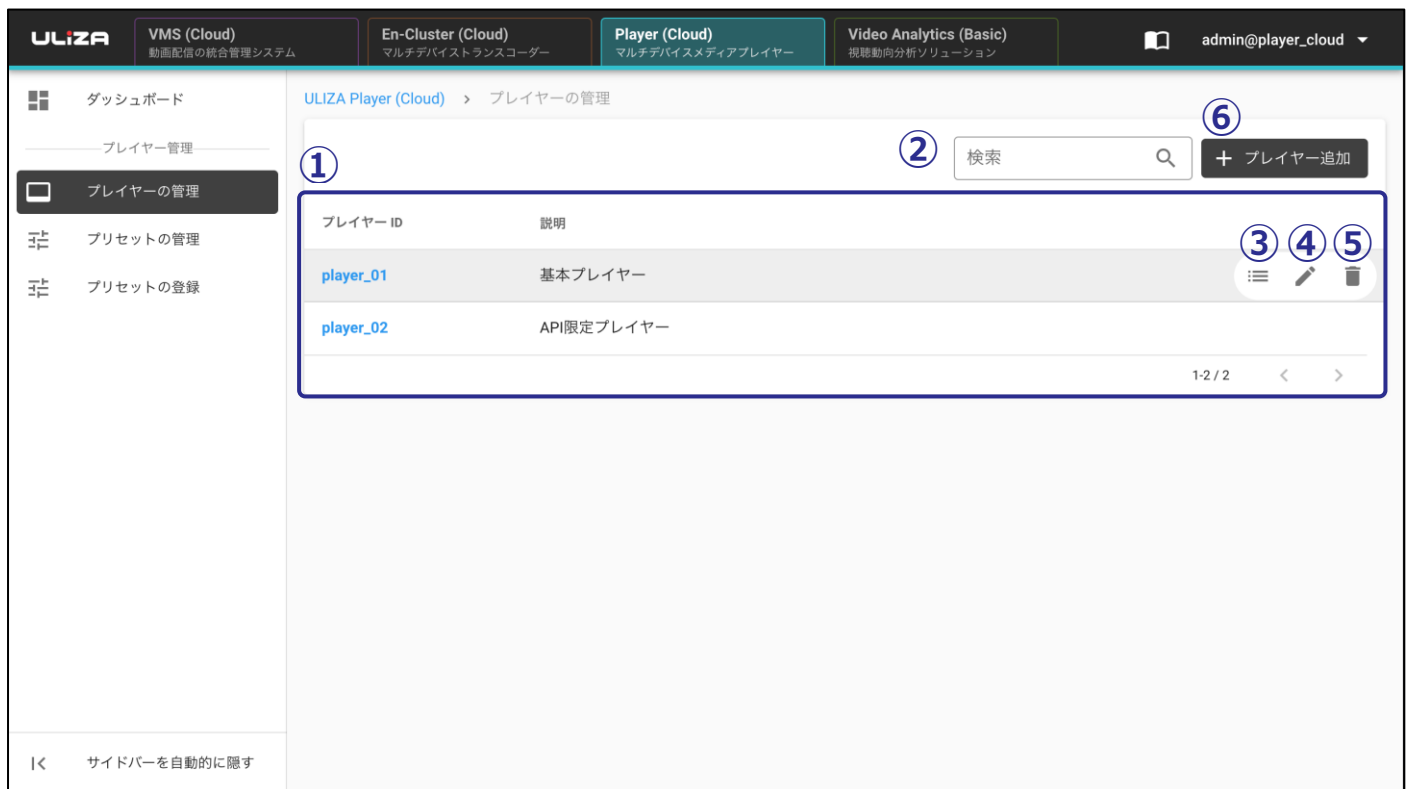 ULIZA
VMS (Cloud)
動画配信の統合管理システム
En-Cluster (Cloud)
マルチデバイストランスコーダー
Player (Cloud)
マルチデバイスメディアプレイヤー
Video Analytics (Basic)
視聴動向分析ソリューション
admin@player_cloud
ダッシュボード
プレイヤー管理
プレイヤーの管理
プリセットの管理
プリセットの登録
サイドバーを自動的に隠す
ULIZA Player (Cloud) › プレイヤーの管理
⑥
① ② 検索 + プレイヤー追加
プレイヤー ID 説明
③ ④ ⑤
player_01 基本プレイヤー
player_02 API限定プレイヤー
1-2 / 2 < >